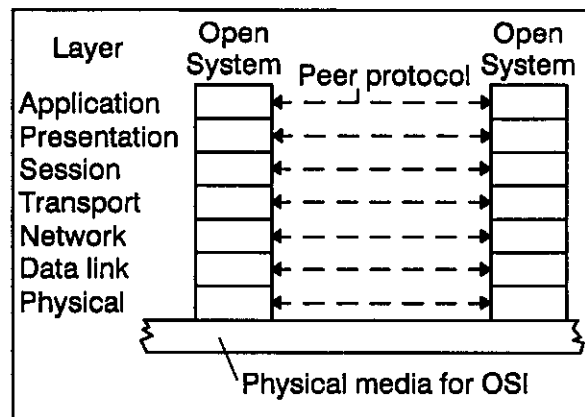 Layer
Open System
Open System
Peer protocol
Application
Presentation
Session
Transport
Network
Data link
Physical
Physical media for OSI